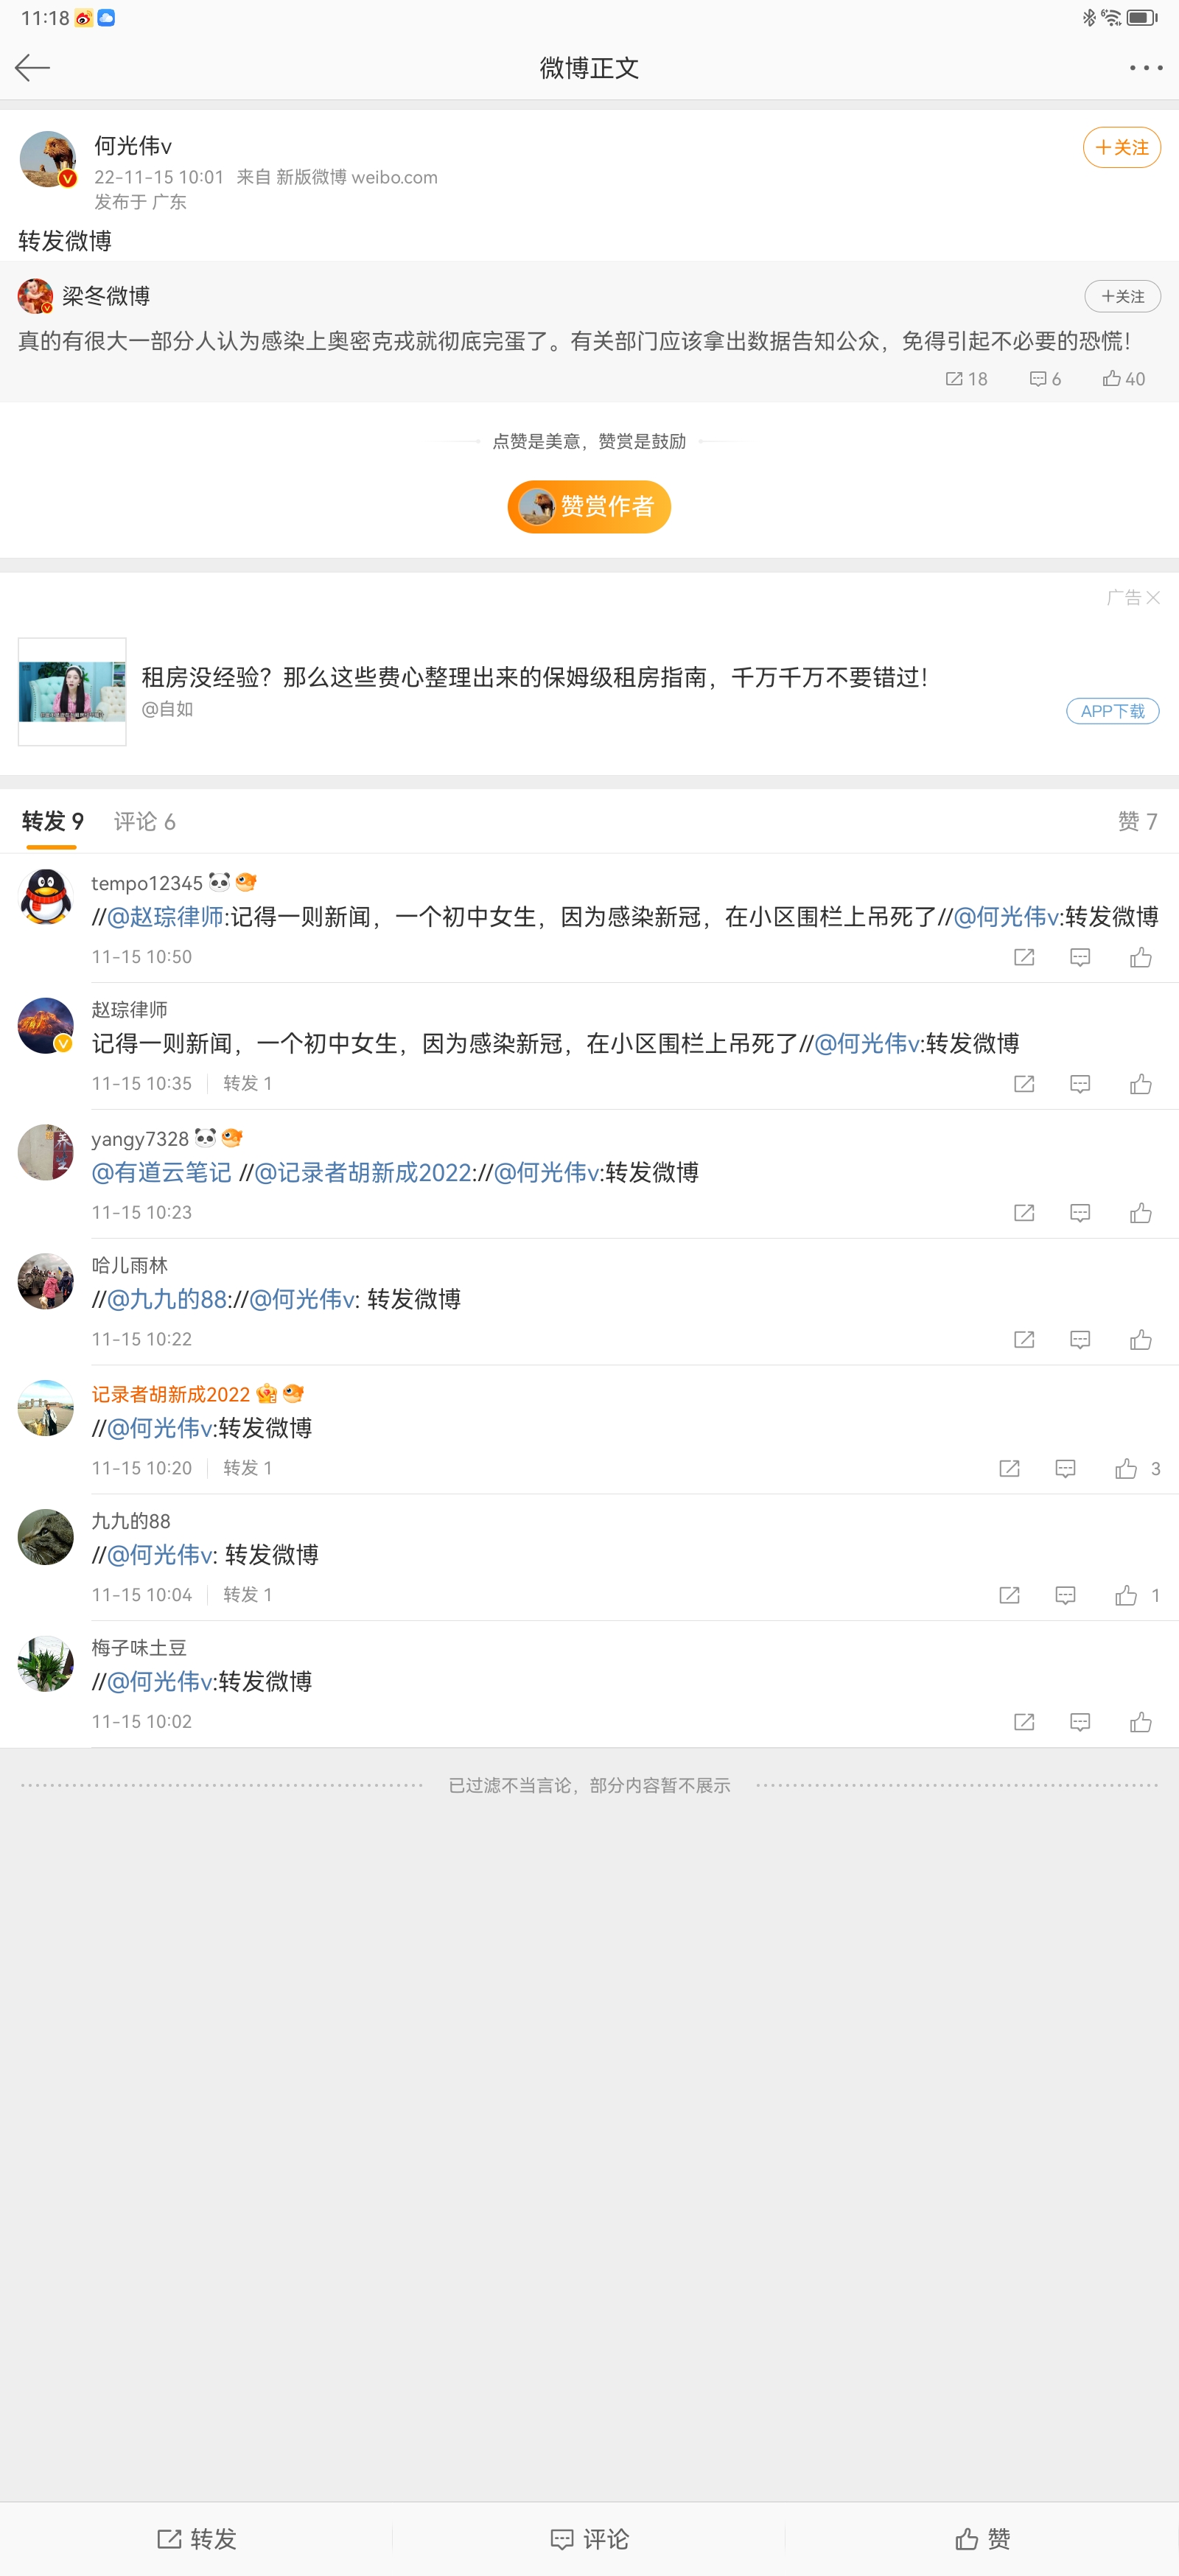 11:18
微博正文
何光伟v
+关注
22-11-15 10:01 来自 新版微博 weibo.com
发布于 广东
转发微博
梁冬微博
+关注
真的有很大一部分人认为感染上奥密克戎就彻底完蛋了。有关部门应该拿出数据告知公众，免得引起不必要的恐慌！
18 6 40
点赞是美意，赞赏是鼓励
赞赏作者
广告
租房没经验？那么这些费心整理出来的保姆级租房指南，千万千万不要错过！
@自如
APP下载
转发 9 评论 6 赞 7
tempo12345
//@赵琮律师:记得一则新闻，一个初中女生，因为感染新冠，在小区围栏上吊死了//@何光伟v:转发微博
11-15 10:50
赵琮律师
记得一则新闻，一个初中女生，因为感染新冠，在小区围栏上吊死了//@何光伟v:转发微博
11-15 10:35 转发 1
yangy7328
@有道云笔记 //@记录者胡新成2022://@何光伟v:转发微博
11-15 10:23
哈儿雨林
//@九九的88://@何光伟v: 转发微博
11-15 10:22
记录者胡新成2022
//@何光伟v:转发微博
11-15 10:20 转发 1 3
九九的88
//@何光伟v: 转发微博
11-15 10:04 转发 1 1
梅子味土豆
//@何光伟v:转发微博
11-15 10:02
已过滤不当言论，部分内容暂不展示
转发 评论 赞